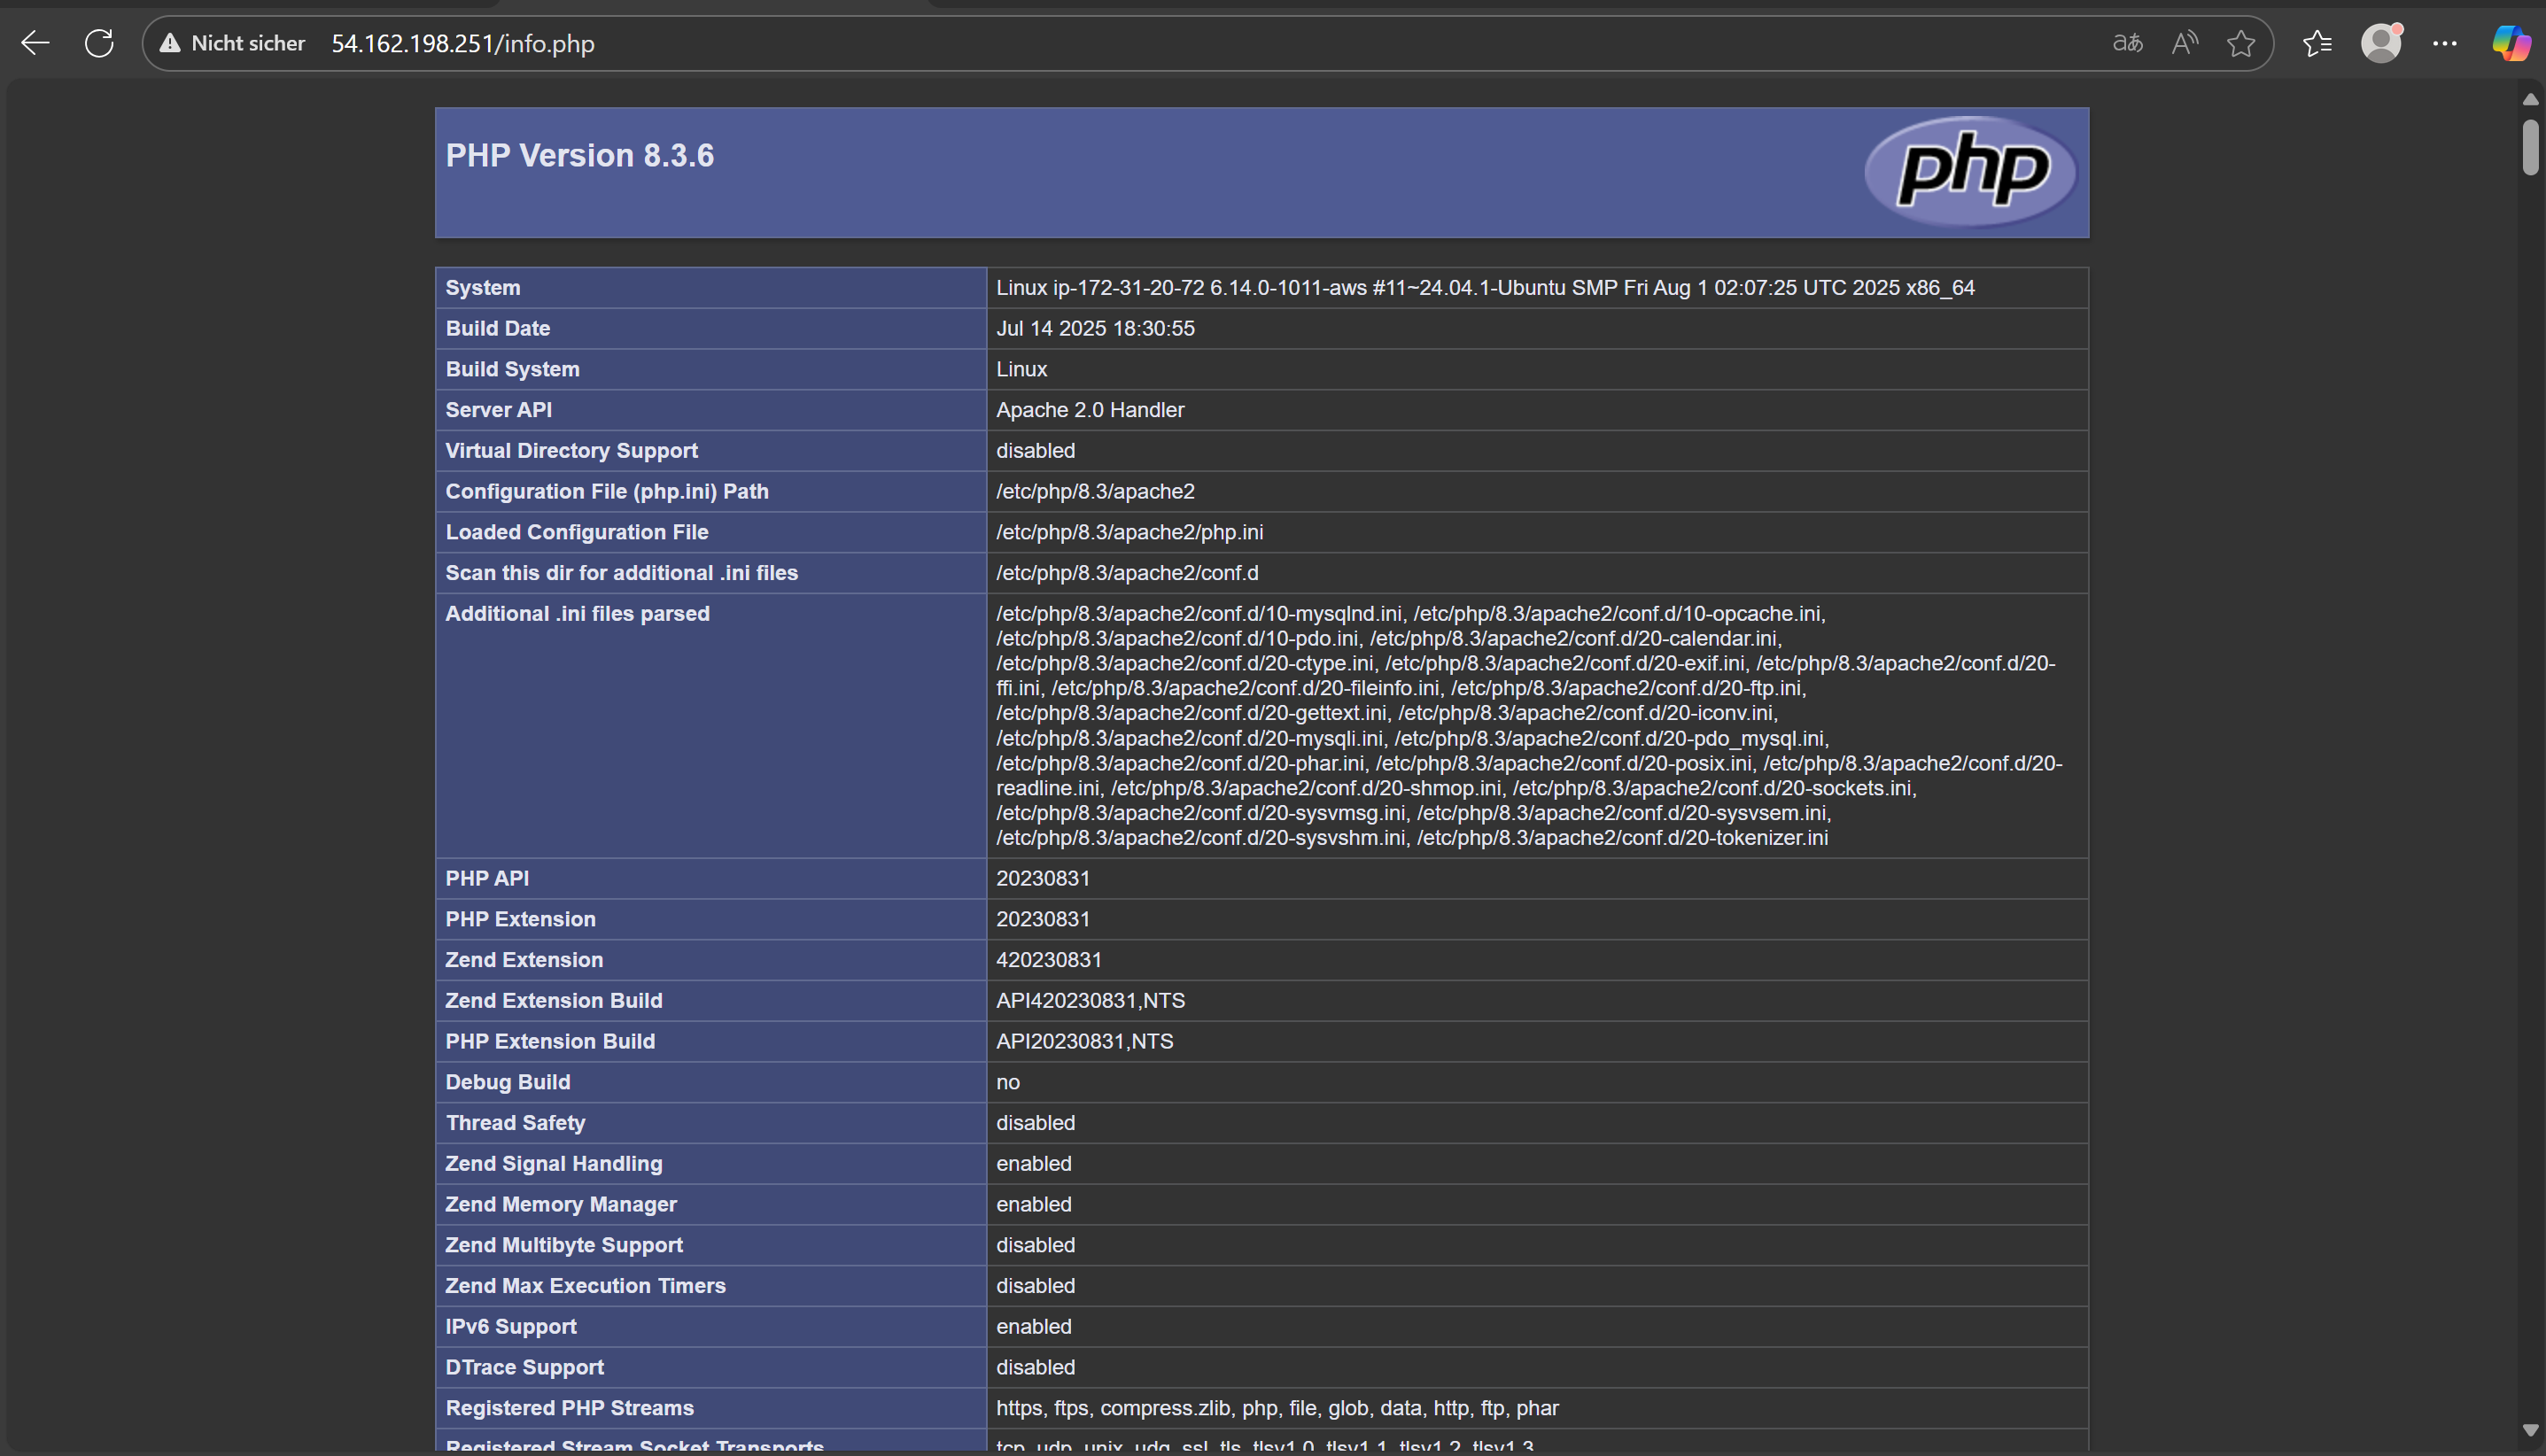 Nicht sicher 54.162.198.251/info.php
PHP Version 8.3.6
php
System Linux ip-172-31-20-72 6.14.0-1011-aws #11~24.04.1-Ubuntu SMP Fri Aug 1 02:07:25 UTC 2025 x86_64
Build Date Jul 14 2025 18:30:55
Build System Linux
Server API Apache 2.0 Handler
Virtual Directory Support disabled
Configuration File (php.ini) Path /etc/php/8.3/apache2
Loaded Configuration File /etc/php/8.3/apache2/php.ini
Scan this dir for additional .ini files /etc/php/8.3/apache2/conf.d
Additional .ini files parsed /etc/php/8.3/apache2/conf.d/10-mysqlnd.ini, /etc/php/8.3/apache2/conf.d/10-opcache.ini,
/etc/php/8.3/apache2/conf.d/10-pdo.ini, /etc/php/8.3/apache2/conf.d/20-calendar.ini,
/etc/php/8.3/apache2/conf.d/20-ctype.ini, /etc/php/8.3/apache2/conf.d/20-exif.ini, /etc/php/8.3/apache2/conf.d/20-
ffi.ini, /etc/php/8.3/apache2/conf.d/20-fileinfo.ini, /etc/php/8.3/apache2/conf.d/20-ftp.ini,
/etc/php/8.3/apache2/conf.d/20-gettext.ini, /etc/php/8.3/apache2/conf.d/20-iconv.ini,
/etc/php/8.3/apache2/conf.d/20-mysqli.ini, /etc/php/8.3/apache2/conf.d/20-pdo_mysql.ini,
/etc/php/8.3/apache2/conf.d/20-phar.ini, /etc/php/8.3/apache2/conf.d/20-posix.ini, /etc/php/8.3/apache2/conf.d/20-
readline.ini, /etc/php/8.3/apache2/conf.d/20-shmop.ini, /etc/php/8.3/apache2/conf.d/20-sockets.ini,
/etc/php/8.3/apache2/conf.d/20-sysvmsg.ini, /etc/php/8.3/apache2/conf.d/20-sysvsem.ini,
/etc/php/8.3/apache2/conf.d/20-sysvshm.ini, /etc/php/8.3/apache2/conf.d/20-tokenizer.ini
PHP API 20230831
PHP Extension 20230831
Zend Extension 420230831
Zend Extension Build API420230831,NTS
PHP Extension Build API20230831,NTS
Debug Build no
Thread Safety disabled
Zend Signal Handling enabled
Zend Memory Manager enabled
Zend Multibyte Support disabled
Zend Max Execution Timers disabled
IPv6 Support enabled
DTrace Support disabled
Registered PHP Streams https, ftps, compress.zlib, php, file, glob, data, http, ftp, phar
Registered Stream Socket Transports tcp, udp, unix, udg, ssl, tls, tlsv1.0, tlsv1.1, tlsv1.2, tlsv1.3